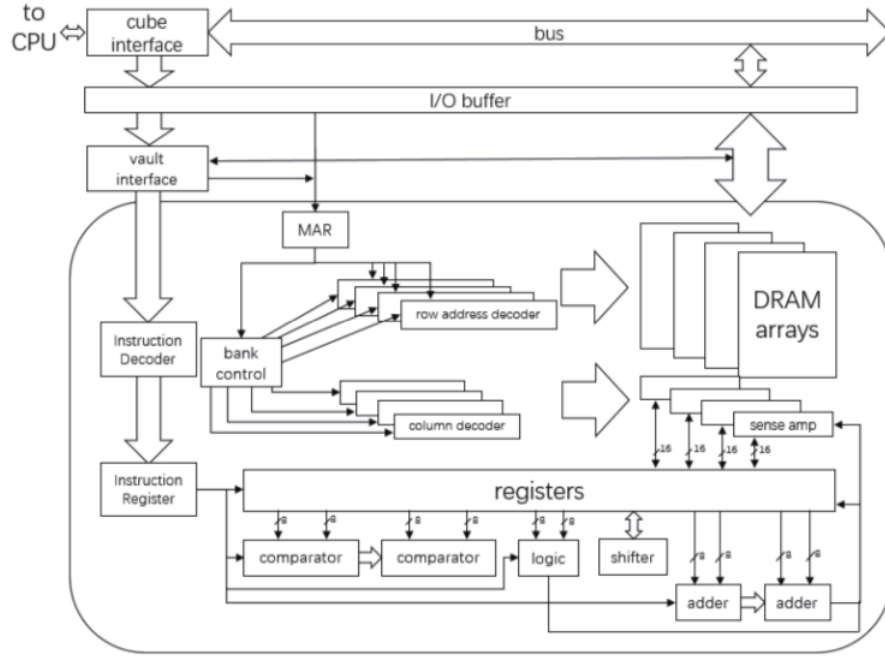 to
CPU
cube
interface
bus
I/O buffer
vault
interface
MAR
row address decoder
DRAM
arrays
Instruction
Decoder
bank
control
column decoder
sense amp
16
16
16
16
Instruction
Register
registers
8
8
8
8
8
8
8
8
8
8
comparator
comparator
logic
shifter
adder
adder